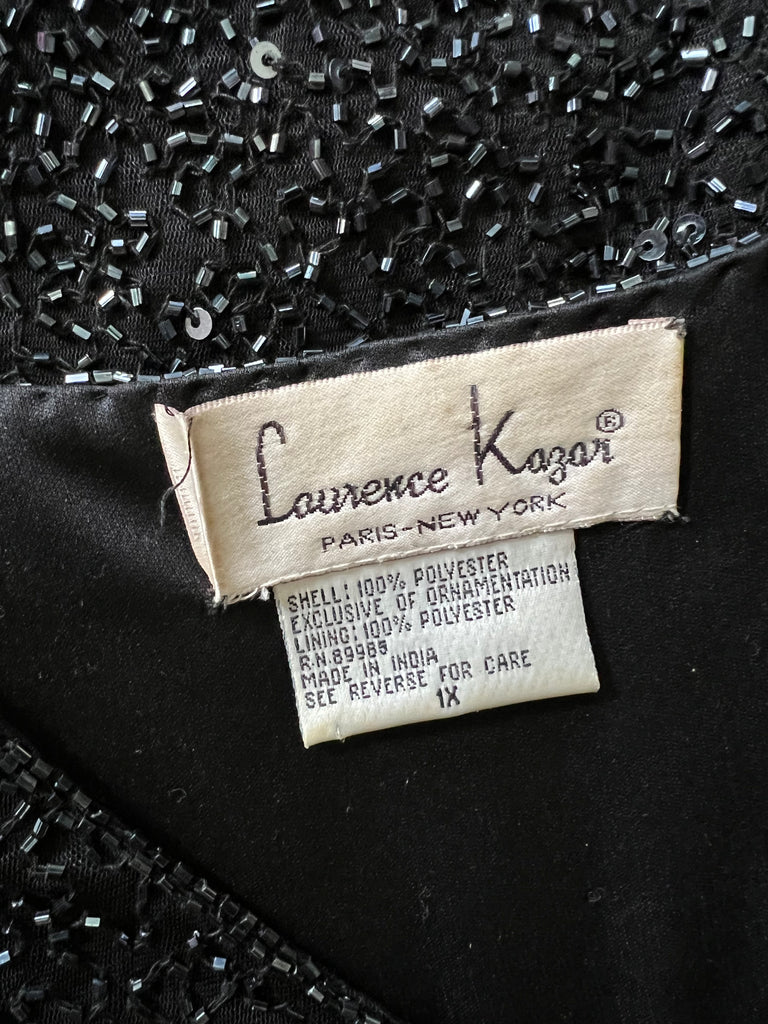 Laurence Kazar®
PARIS-NEW YORK
SHELL: 100% POLYESTER
EXCLUSIVE OF ORNAMENTATION
LINING: 100% POLYESTER
R.N. 89985
MADE IN INDIA
SEE REVERSE FOR CARE
1X